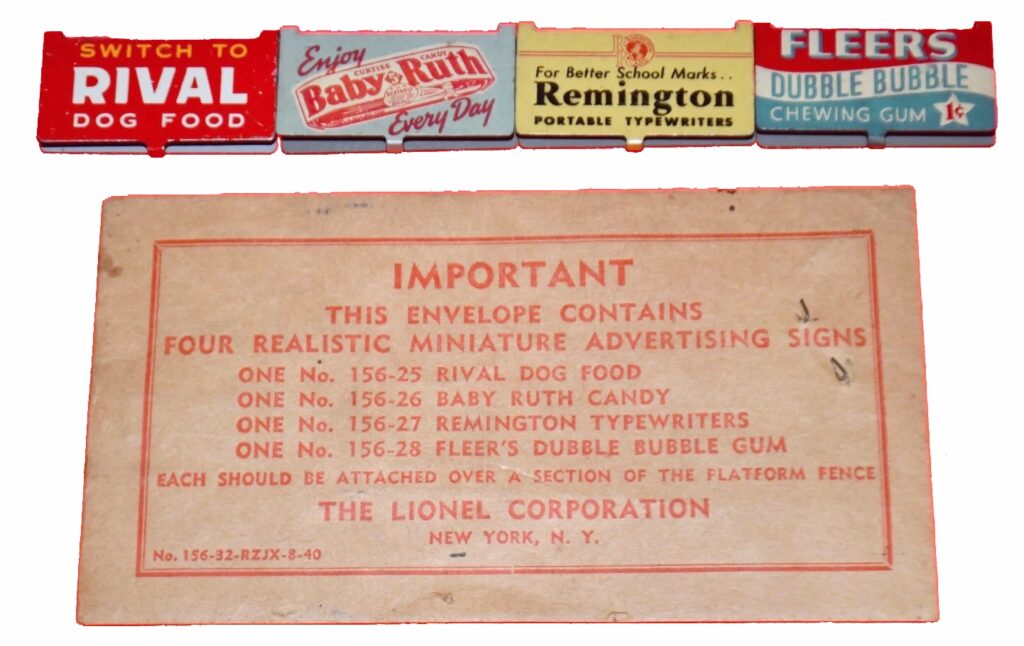 SWITCH TO
RIVAL
DOG FOOD
Enjoy
CURTISS CANDY
Baby Ruth
Every Day
For Better School Marks..
Remington
PORTABLE TYPEWRITERS
FLEERS
DUBBLE BUBBLE
CHEWING GUM 1¢
IMPORTANT
THIS ENVELOPE CONTAINS
FOUR REALISTIC MINIATURE ADVERTISING SIGNS
ONE No. 156-25 RIVAL DOG FOOD
ONE No. 156-26 BABY RUTH CANDY
ONE No. 156-27 REMINGTON TYPEWRITERS
ONE No. 156-28 FLEER'S DUBBLE BUBBLE GUM
EACH SHOULD BE ATTACHED OVER A SECTION OF THE PLATFORM FENCE
THE LIONEL CORPORATION
NEW YORK, N. Y.
No. 156-32-RZJX-8-40